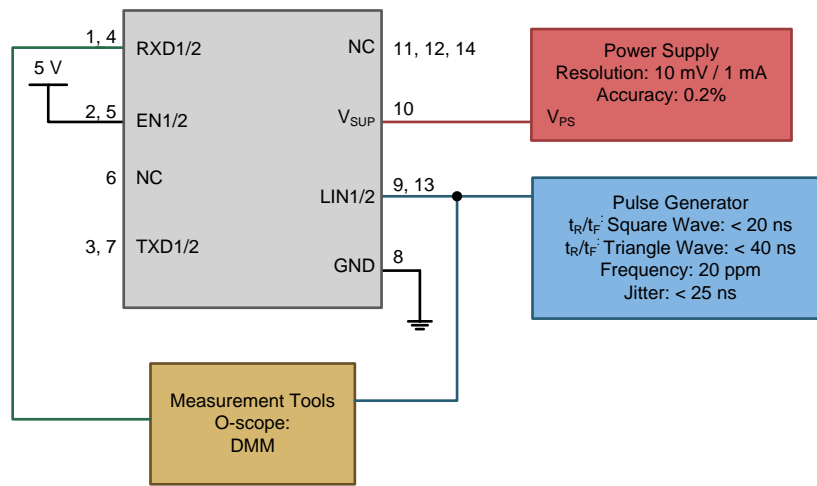 1, 4
RXD1/2
NC
11, 12, 14
5 V
2, 5
EN1/2
VSUP
10
6
NC
LIN1/2
9, 13
3, 7
TXD1/2
GND
8
Power Supply
Resolution: 10 mV / 1 mA
Accuracy: 0.2%
VPS
Pulse Generator
tR/tF: Square Wave: < 20 ns
tR/tF: Triangle Wave: < 40 ns
Frequency: 20 ppm
Jitter: < 25 ns
Measurement Tools
O-scope:
DMM